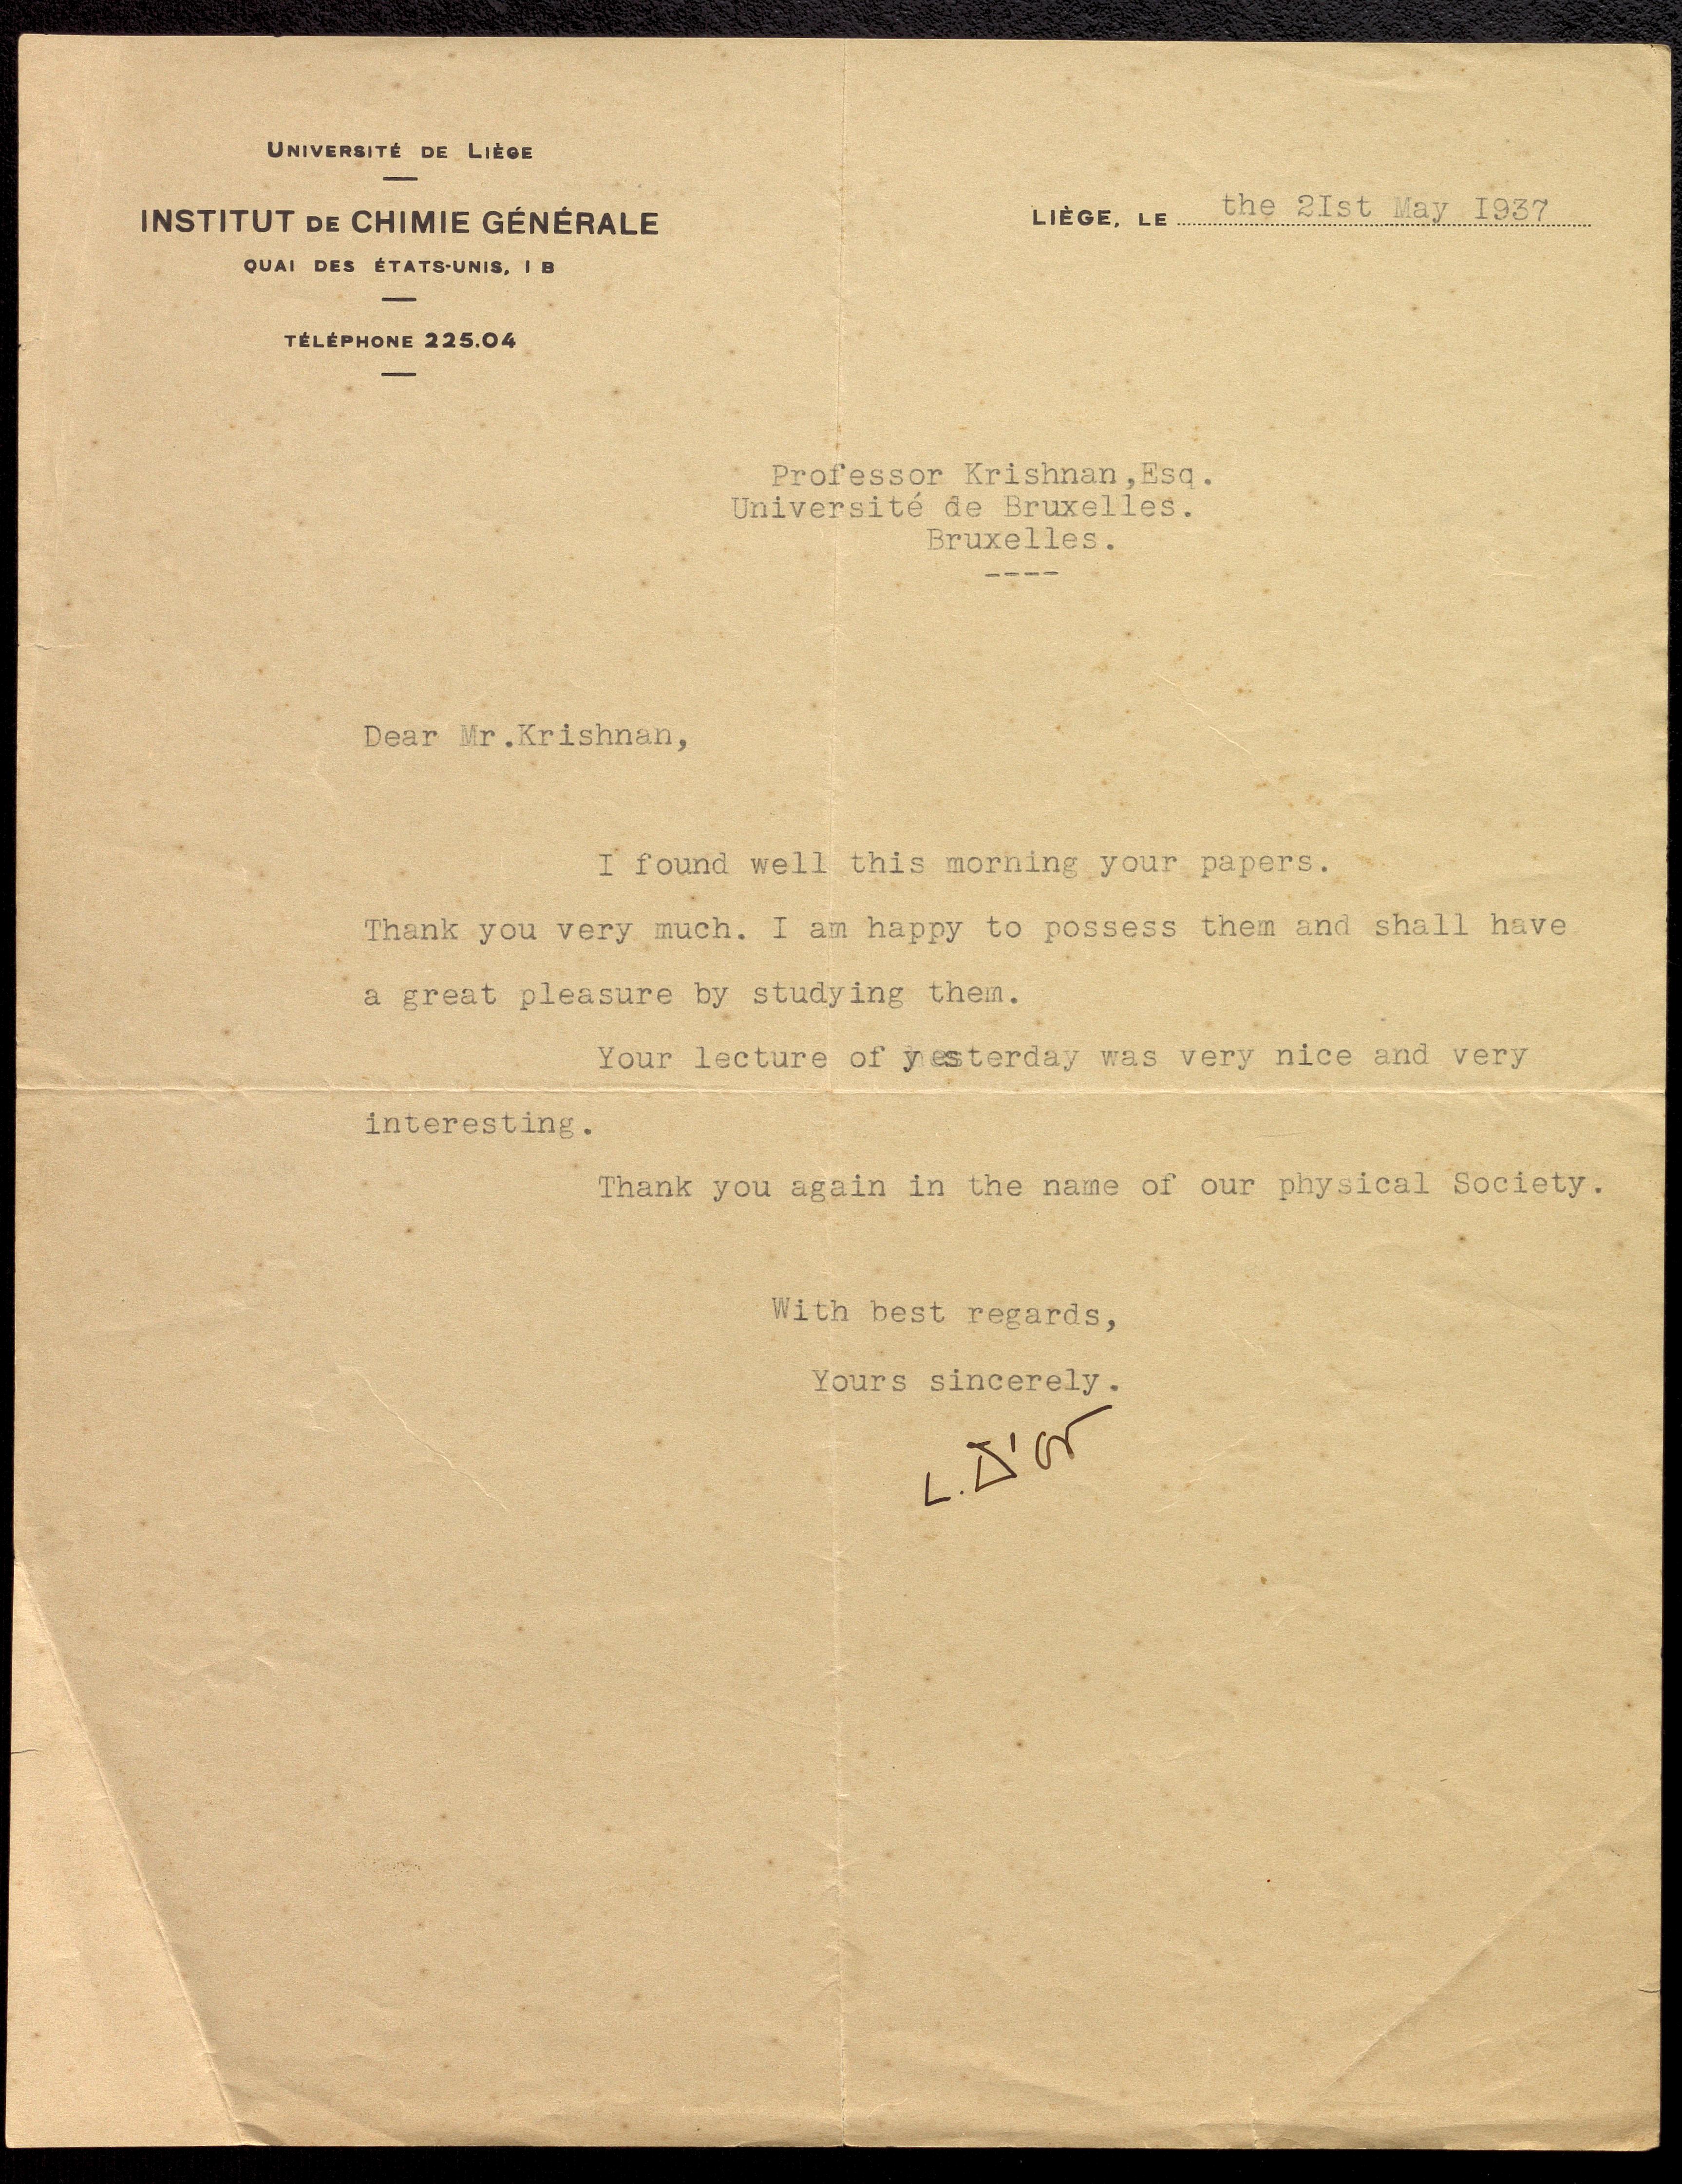 UNIVERSITÉ DE LIÈGE
INSTITUT DE CHIMIE GÉNÉRALE
QUAI DES ÉTATS-UNIS, 1 B
TÉLÉPHONE 225.04
LIÈGE, LE the 2Ist May I937
Professor Krishnan,Esq.
Université de Bruxelles.
Bruxelles.
----
Dear Mr.Krishnan,
I found well this morning your papers.
Thank you very much. I am happy to possess them and shall have
a great pleasure by studying them.
Your lecture of yesterday was very nice and very
interesting.
Thank you again in the name of our physical Society.
With best regards,
Yours sincerely.
L. D'Or